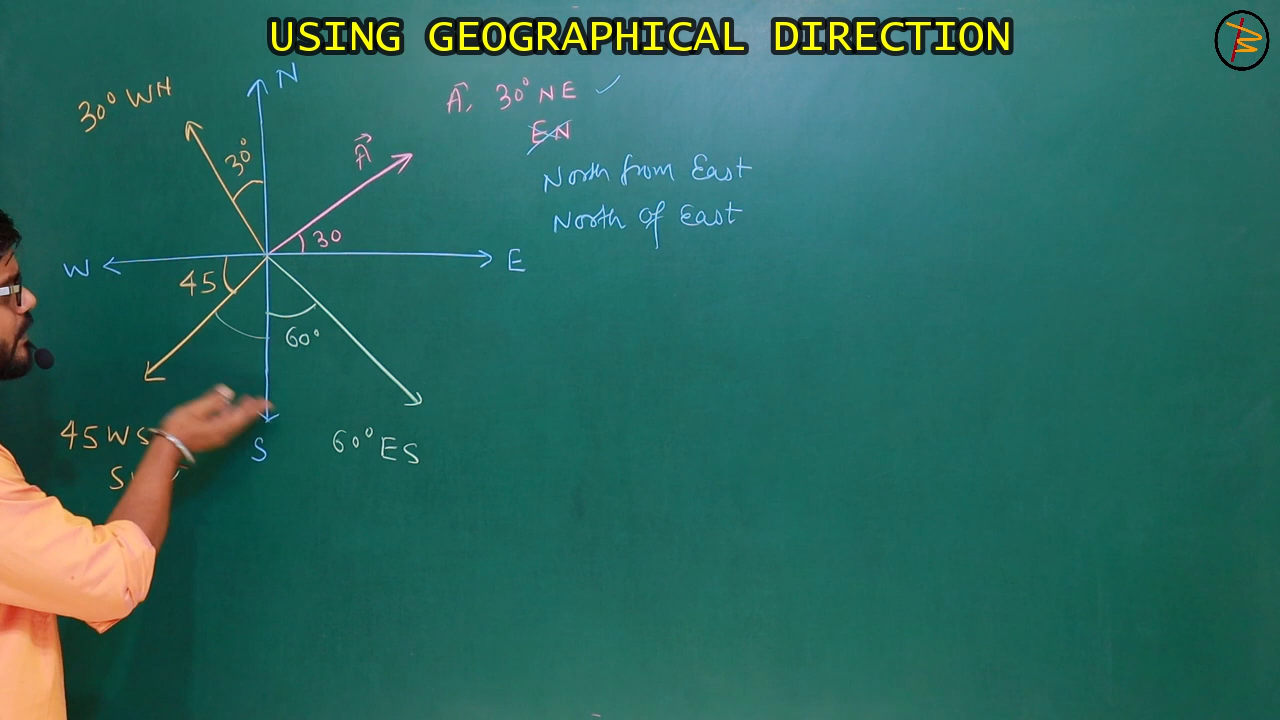 USING GEOGRAPHICAL DIRECTION
N
30° WN
30°
A⃗
A⃗, 30° NE ✓
EN
North from East
North of East
30
W
E
45
60°
45 WS
S
S
60° ES